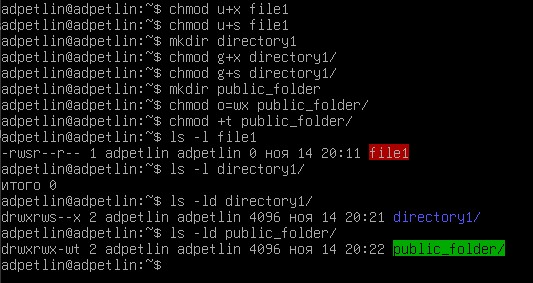 adpetlin@adpetlin:~$ chmod u+x file1
adpetlin@adpetlin:~$ chmod u+s file1
adpetlin@adpetlin:~$ mkdir directory1
adpetlin@adpetlin:~$ chmod g+x directory1/
adpetlin@adpetlin:~$ chmod g+s directory1/
adpetlin@adpetlin:~$ mkdir public_folder
adpetlin@adpetlin:~$ chmod o=wx public_folder/
adpetlin@adpetlin:~$ chmod +t public_folder/
adpetlin@adpetlin:~$ ls -l file1
-rwsr--r-- 1 adpetlin adpetlin 0 ноя 14 20:11 file1
adpetlin@adpetlin:~$ ls -l directory1/
итого 0
adpetlin@adpetlin:~$ ls -ld directory1/
drwxrws--x 2 adpetlin adpetlin 4096 ноя 14 20:21 directory1/
adpetlin@adpetlin:~$ ls -ld public_folder/
drwxrwx-wt 2 adpetlin adpetlin 4096 ноя 14 20:22 public_folder/
adpetlin@adpetlin:~$